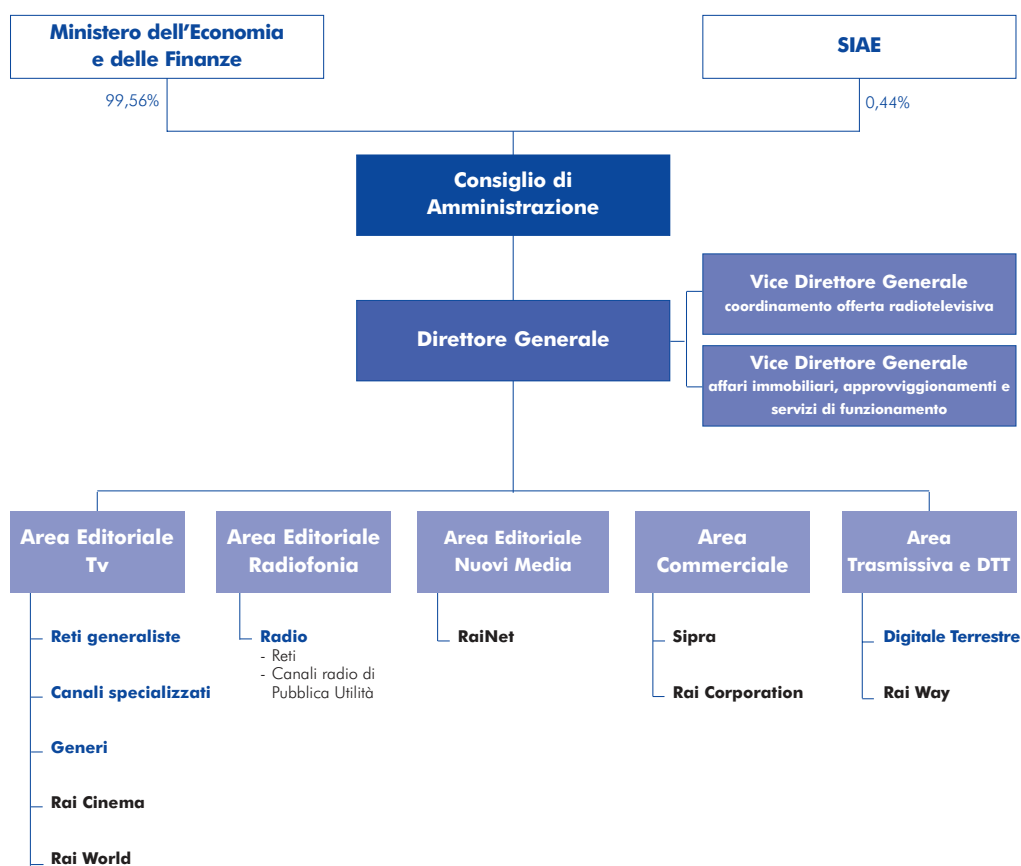 Ministero dell'Economia
e delle Finanze
SIAE
99,56%
0,44%
Consiglio di
Amministrazione
Vice Direttore Generale
coordinamento offerta radiotelevisiva
Direttore Generale
Vice Direttore Generale
affari immobiliari, approvviggionamenti e
servizi di funzionamento
Area Editoriale
Tv
Area Editoriale
Radiofonia
Area Editoriale
Nuovi Media
Area
Commerciale
Area
Trasmissiva e DTT
Reti generaliste
Canali specializzati
Generi
Rai Cinema
Rai World
Radio
- Reti
- Canali radio di
Pubblica Utilità
RaiNet
Sipra
Rai Corporation
Digitale Terrestre
Rai Way